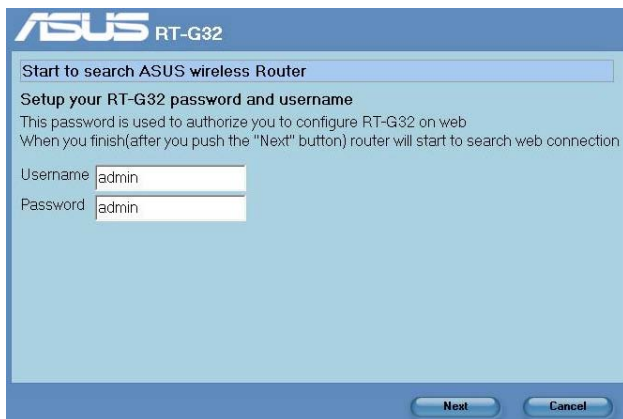 ASUS RT-G32
Start to search ASUS wireless Router
Setup your RT-G32 password and username
This password is used to authorize you to configure RT-G32 on web
When you finish(after you push the "Next" button) router will start to search web connection
Username admin
Password admin
Next Cancel